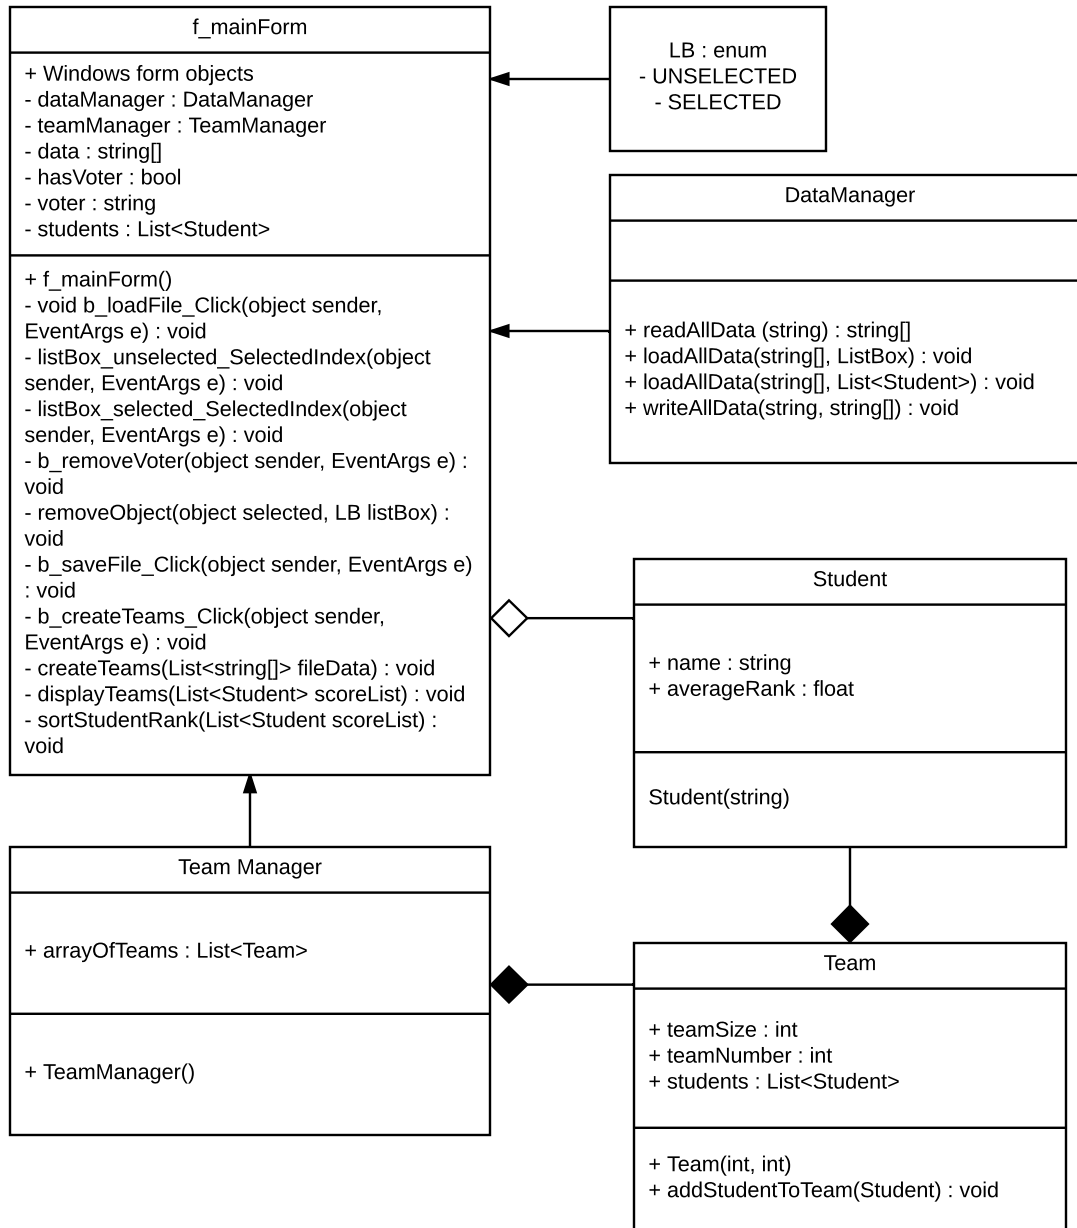 f_mainForm
+ Windows form objects
- dataManager : DataManager
- teamManager : TeamManager
- data : string[]
- hasVoter : bool
- voter : string
- students : List<Student>
+ f_mainForm()
- void b_loadFile_Click(object sender,
EventArgs e) : void
- listBox_unselected_SelectedIndex(object
sender, EventArgs e) : void
- listBox_selected_SelectedIndex(object
sender, EventArgs e) : void
- b_removeVoter(object sender, EventArgs e) :
void
- removeObject(object selected, LB listBox) :
void
- b_saveFile_Click(object sender, EventArgs e)
: void
- b_createTeams_Click(object sender,
EventArgs e) : void
- createTeams(List<string[]> fileData) : void
- displayTeams(List<Student> scoreList) : void
- sortStudentRank(List<Student scoreList) :
void
LB : enum
- UNSELECTED
- SELECTED
DataManager
+ readAllData (string) : string[]
+ loadAllData(string[], ListBox) : void
+ loadAllData(string[], List<Student>) : void
+ writeAllData(string, string[]) : void
Student
+ name : string
+ averageRank : float
Student(string)
Team Manager
+ arrayOfTeams : List<Team>
+ TeamManager()
Team
+ teamSize : int
+ teamNumber : int
+ students : List<Student>
+ Team(int, int)
+ addStudentToTeam(Student) : void